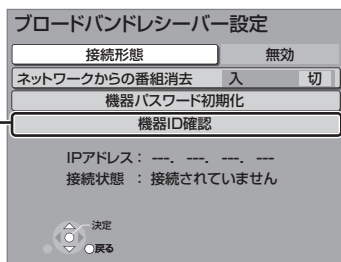 ブロードバンドレシーバー設定
接続形態 無効
ネットワークからの番組消去 入 切
機器パスワード初期化
機器ID確認
IPアドレス： ---. ---. ---. ---
接続状態 ： 接続されていません
決定
戻る